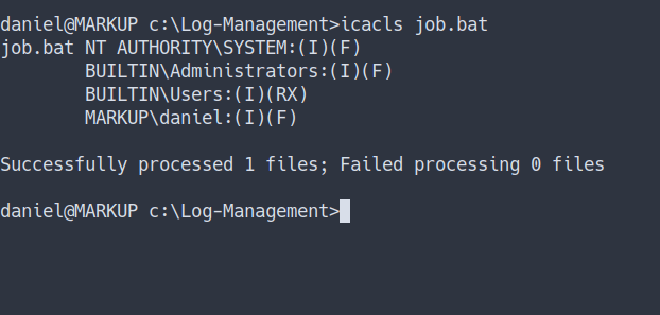 daniel@MARKUP c:\Log-Management>icacls job.bat
job.bat NT AUTHORITY\SYSTEM:(I)(F)
        BUILTIN\Administrators:(I)(F)
        BUILTIN\Users:(I)(RX)
        MARKUP\daniel:(I)(F)

Successfully processed 1 files; Failed processing 0 files

daniel@MARKUP c:\Log-Management>